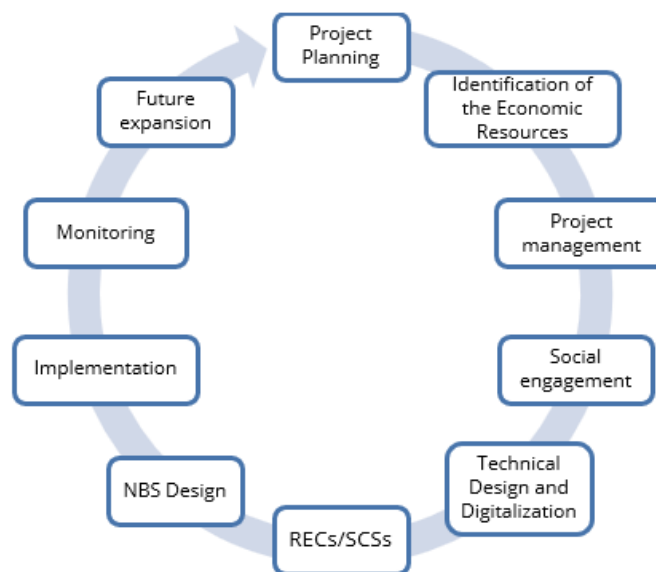 Project
Planning
Identification of
the Economic
Resources
Project
management
Social
engagement
Technical
Design and
Digitalization
RECs/SCSs
NBS Design
Implementation
Monitoring
Future
expansion